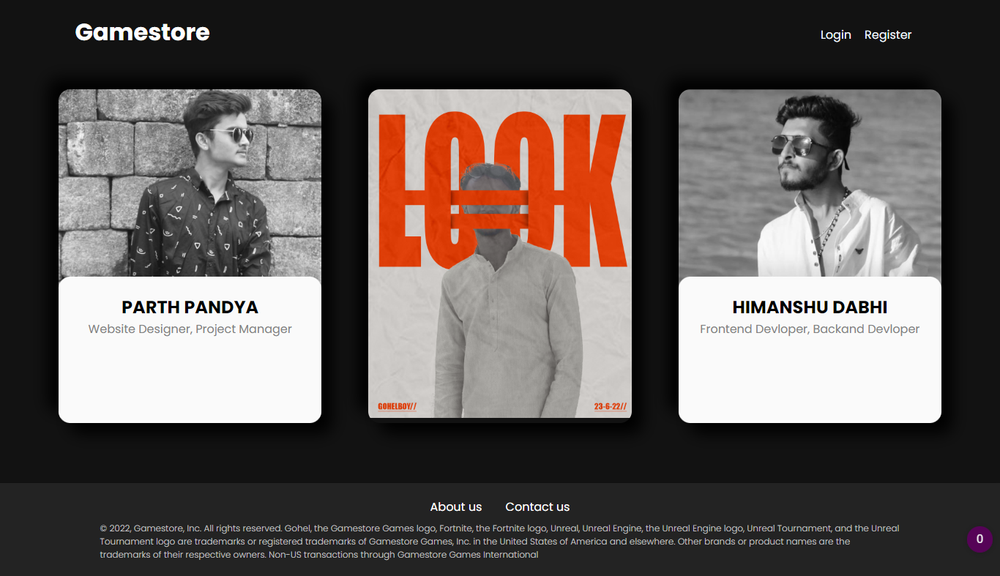 Gamestore
Login Register
LOOK
GOHELBOY// 23-6-22//
PARTH PANDYA
Website Designer, Project Manager
HIMANSHU DABHI
Frontend Devloper, Backand Devloper
About us Contact us
© 2022, Gamestore, Inc. All rights reserved. Gohel, the Gamestore Games logo, Fortnite, the Fortnite logo, Unreal, Unreal Engine, the Unreal Engine logo, Unreal Tournament, and the Unreal
Tournament logo are trademarks or registered trademarks of Gamestore Games, Inc. in the United States of America and elsewhere. Other brands or product names are the
trademarks of their respective owners. Non-US transactions through Gamestore Games International
0